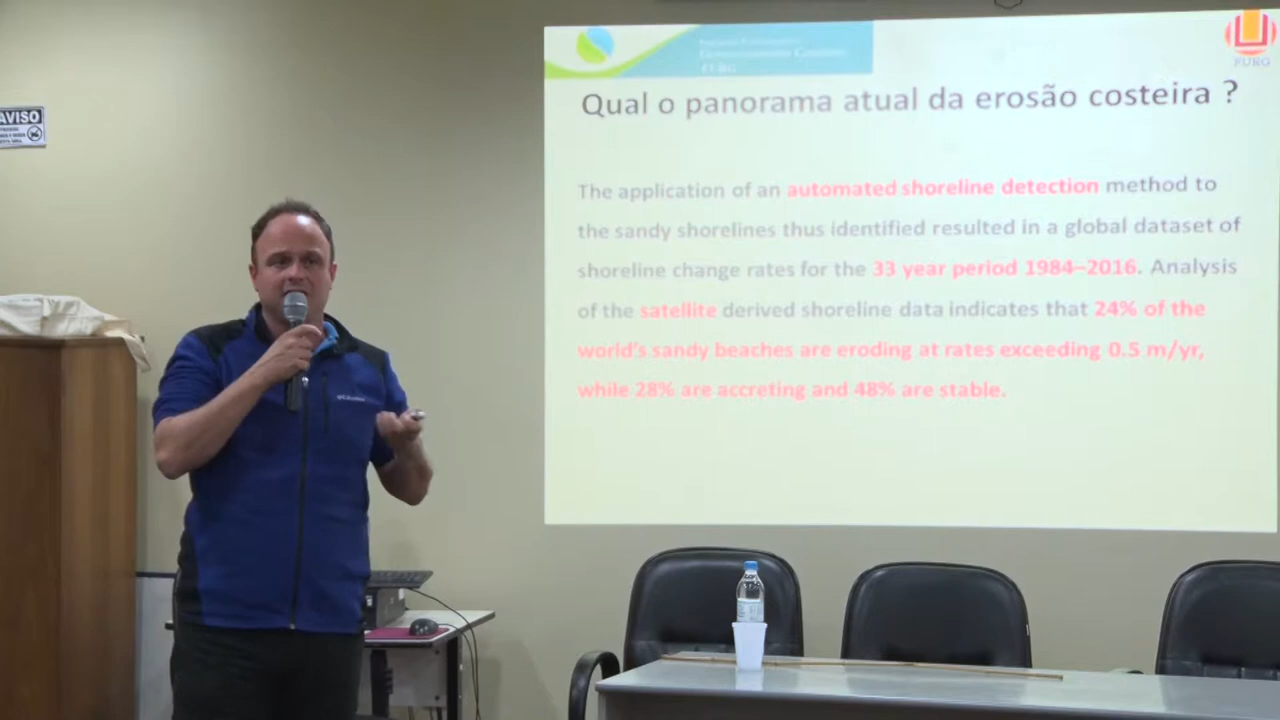 AVISO
FURG
FURG
Qual o panorama atual da erosão costeira ?
The application of an automated shoreline detection method to
the sandy shorelines thus identified resulted in a global dataset of
shoreline change rates for the 33 year period 1984–2016. Analysis
of the satellite derived shoreline data indicates that 24% of the
world's sandy beaches are eroding at rates exceeding 0.5 m/yr,
while 28% are accreting and 48% are stable.
Columbia